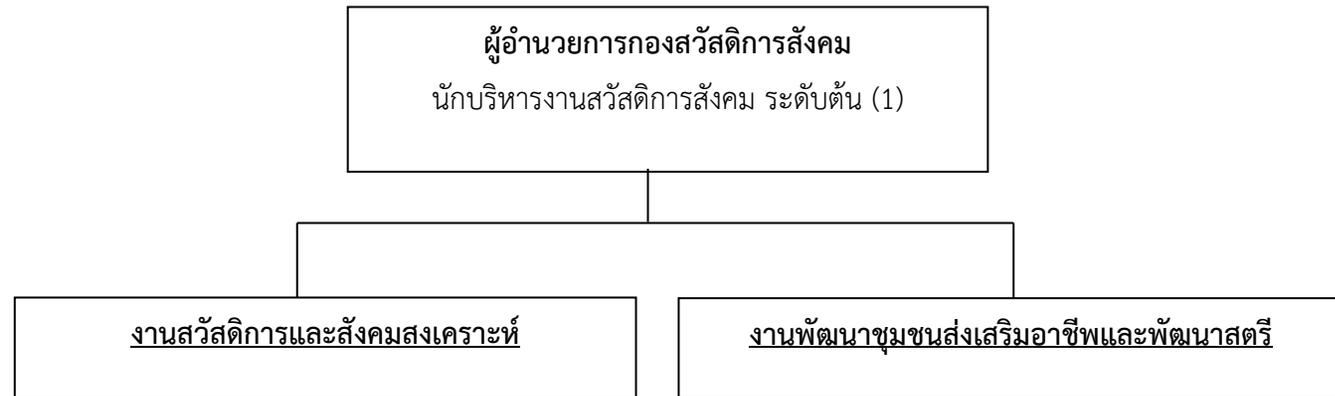 ผู้อำนวยการกองสวัสดิการสังคม
นักบริหารงานสวัสดิการสังคม ระดับต้น (1)
งานสวัสดิการและสังคมสงเคราะห์
งานพัฒนาชุมชนส่งเสริมอาชีพและพัฒนาสตรี